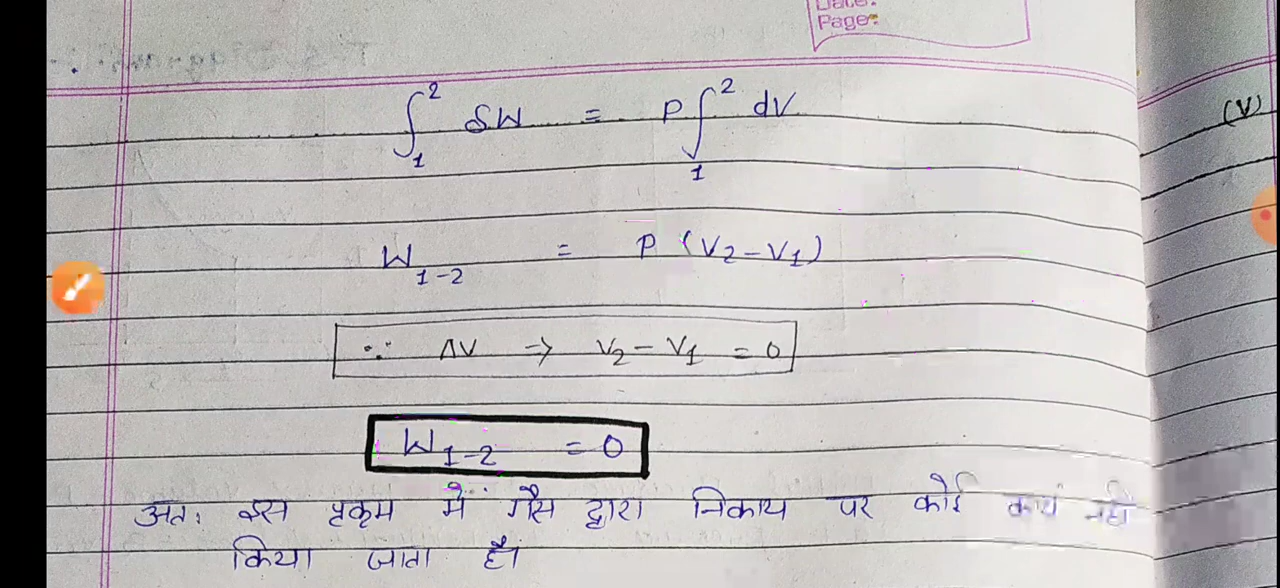 Date:
Page:
(V)
∫₁² δW = P ∫₁² dV
W₁₋₂ = P (V₂ – V₁)
∵ ΔV → V₂ – V₁ = 0
W₁₋₂ = 0
अतः इस प्रक्रम में गैस द्वारा निकाय पर कोई कार्य नहीं
किया जाता है।